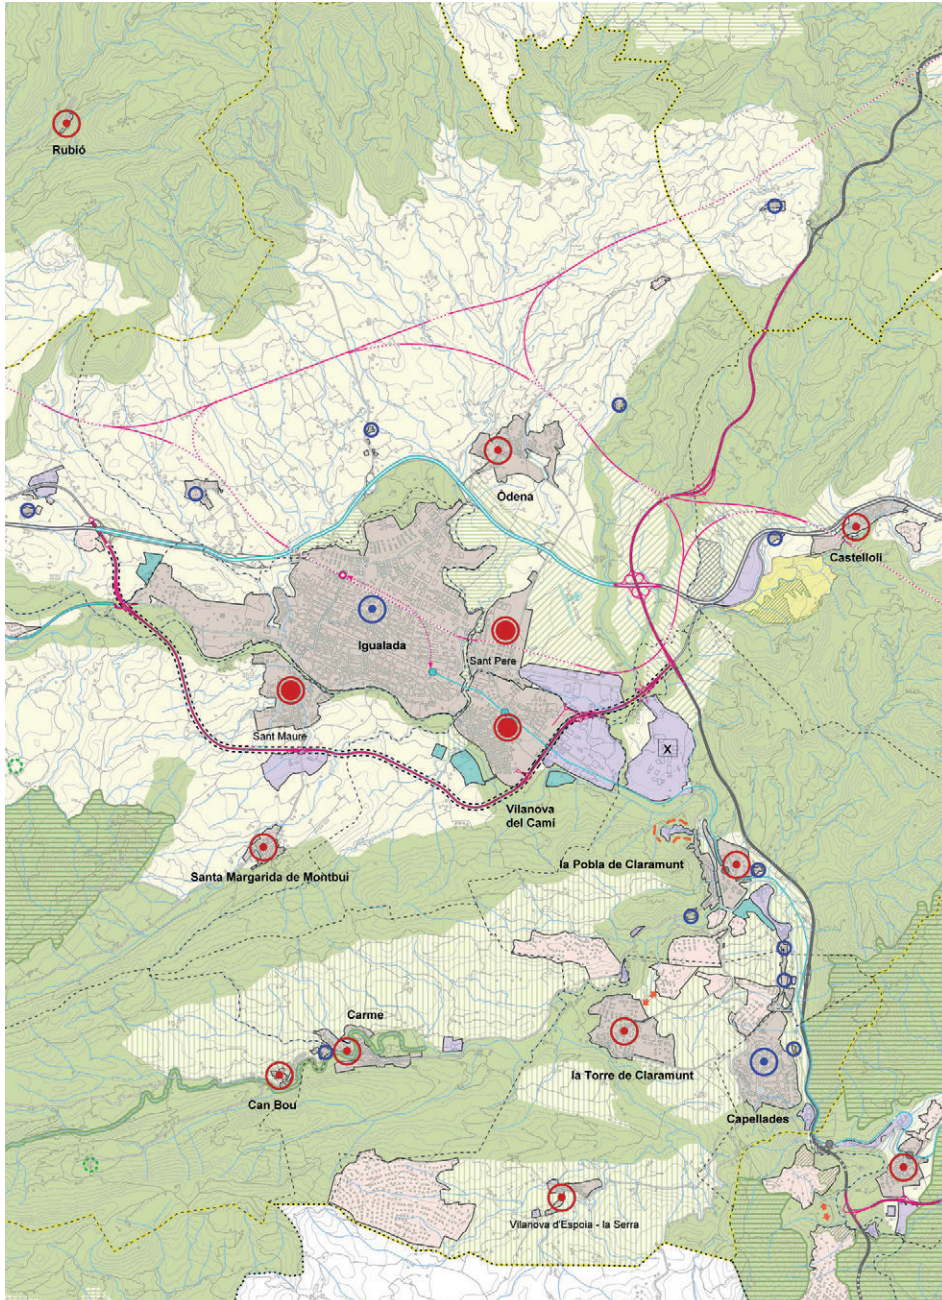 Rubió
Òdena
Castellolí
Igualada
Sant Pere
Sant Maure
X
Vilanova
del Camí
la Pobla de Claramunt
Santa Margarida de Montbui
Carme
la Torre de Claramunt
Can Bou
Capellades
Vilanova d'Espoia - la Serra